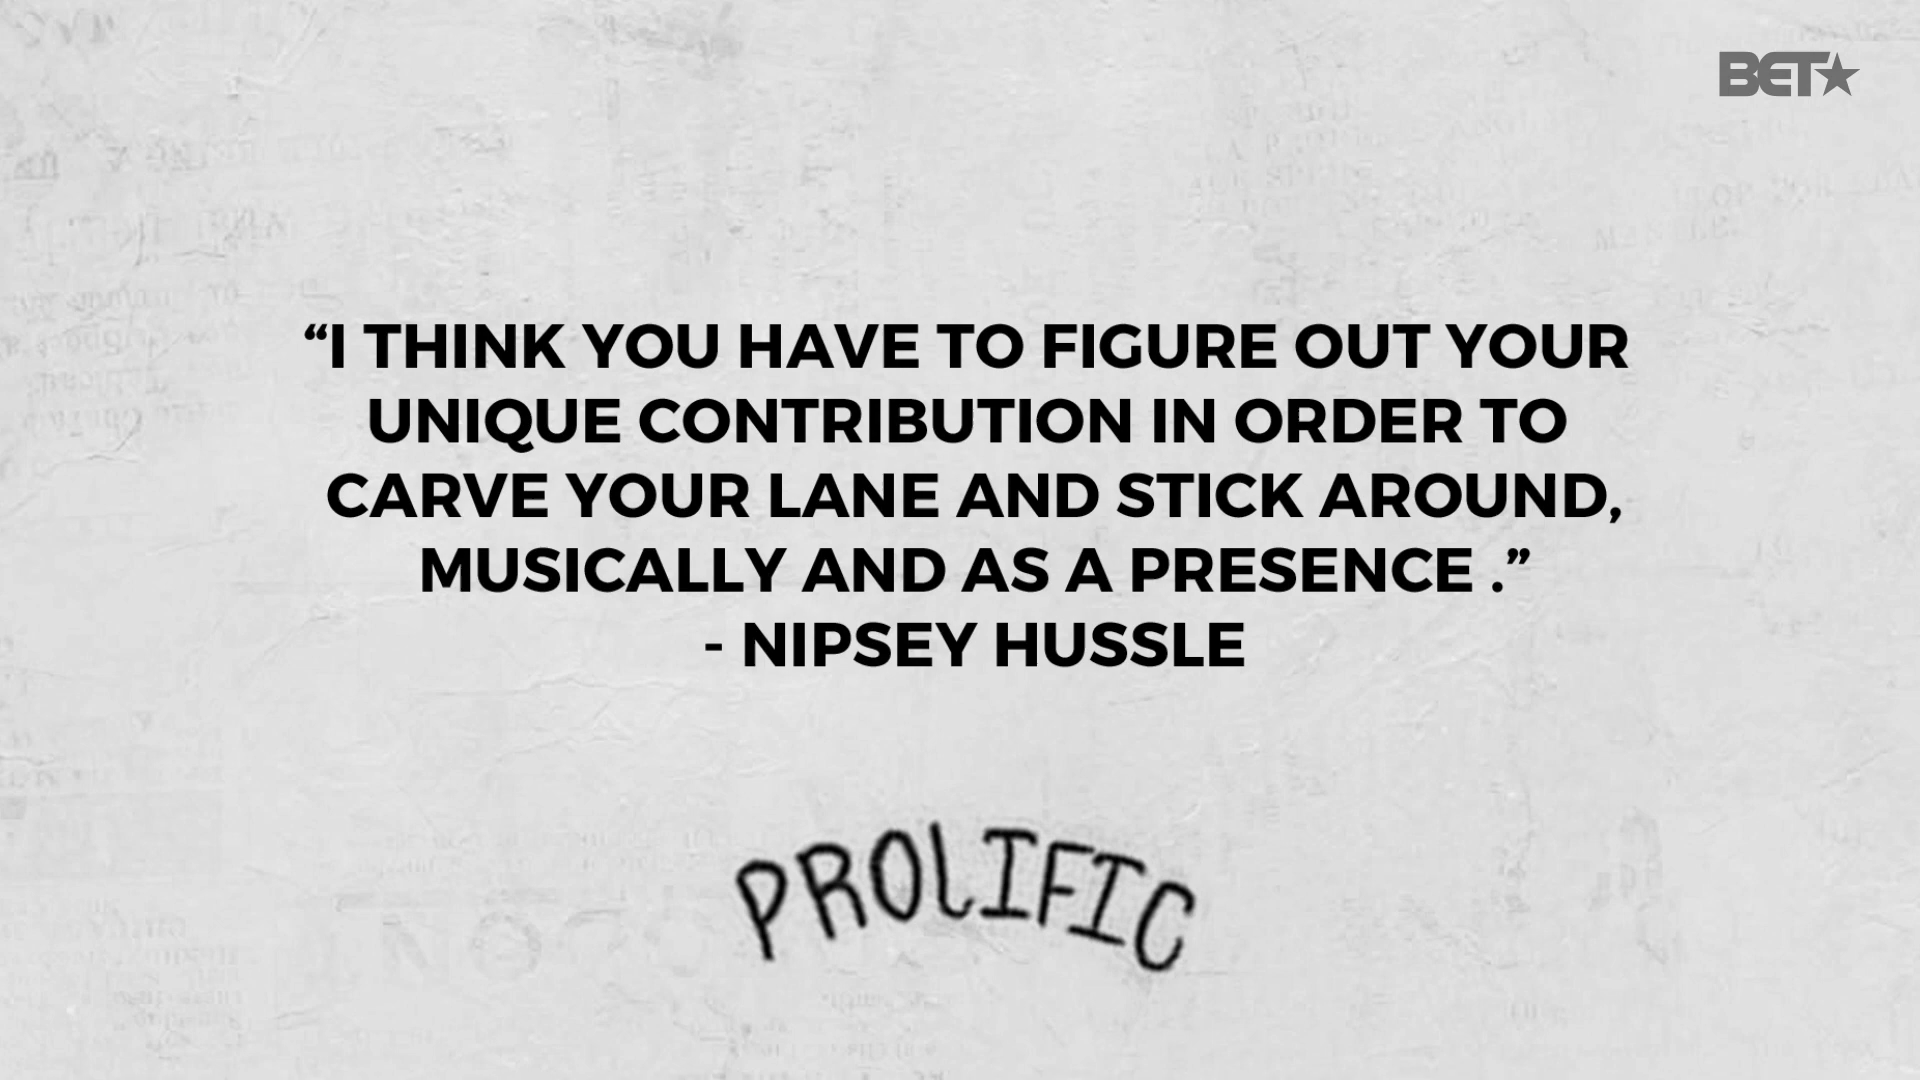 BET★
“I THINK YOU HAVE TO FIGURE OUT YOUR
UNIQUE CONTRIBUTION IN ORDER TO
CARVE YOUR LANE AND STICK AROUND,
MUSICALLY AND AS A PRESENCE .”
- NIPSEY HUSSLE
PROLIFIC